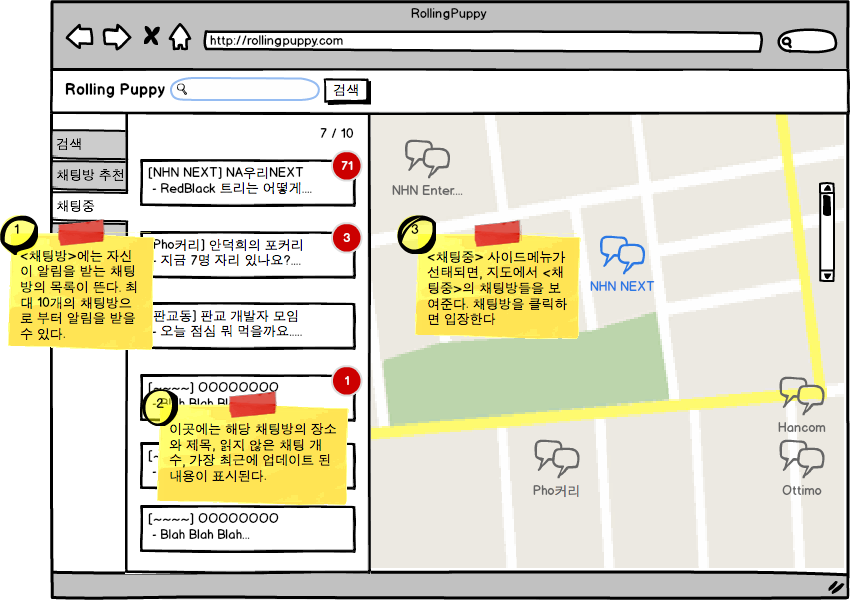 RollingPuppy
http://rollingpuppy.com
Rolling Puppy
검색
검색
채팅방 추천
채팅중
7 / 10
[NHN NEXT] NA우리NEXT
- RedBlack 트리는 어떻게....
71
Pho커리] 안덕희의 포커리
- 지금 7명 자리 있나요?....
3
판교동] 판교 개발자 모임
- 오늘 점심 뭐 먹을까요.....
[~~~~] OOOOOOOO
- Blah Blah Bl
1
[~
-
[~~~~] OOOOOOOO
- Blah Blah Blah...
1
<채팅방>에는 자신
이 알림을 받는 채팅
방의 목록이 뜬다. 최
대 10개의 채팅방으
로 부터 알림을 받을
수 있다.
2
이곳에는 해당 채팅방의 장소
와 제목, 읽지 않은 채팅 개
수, 가장 최근에 업데이트 된
내용이 표시된다.
3
<채팅중> 사이드메뉴가
선태되면, 지도에서 <채
팅중>의 채팅방들을 보
여준다. 채팅방을 클릭하
면 입장한다
NHN Enter....
NHN NEXT
Hancom
Pho커리
Ottimo